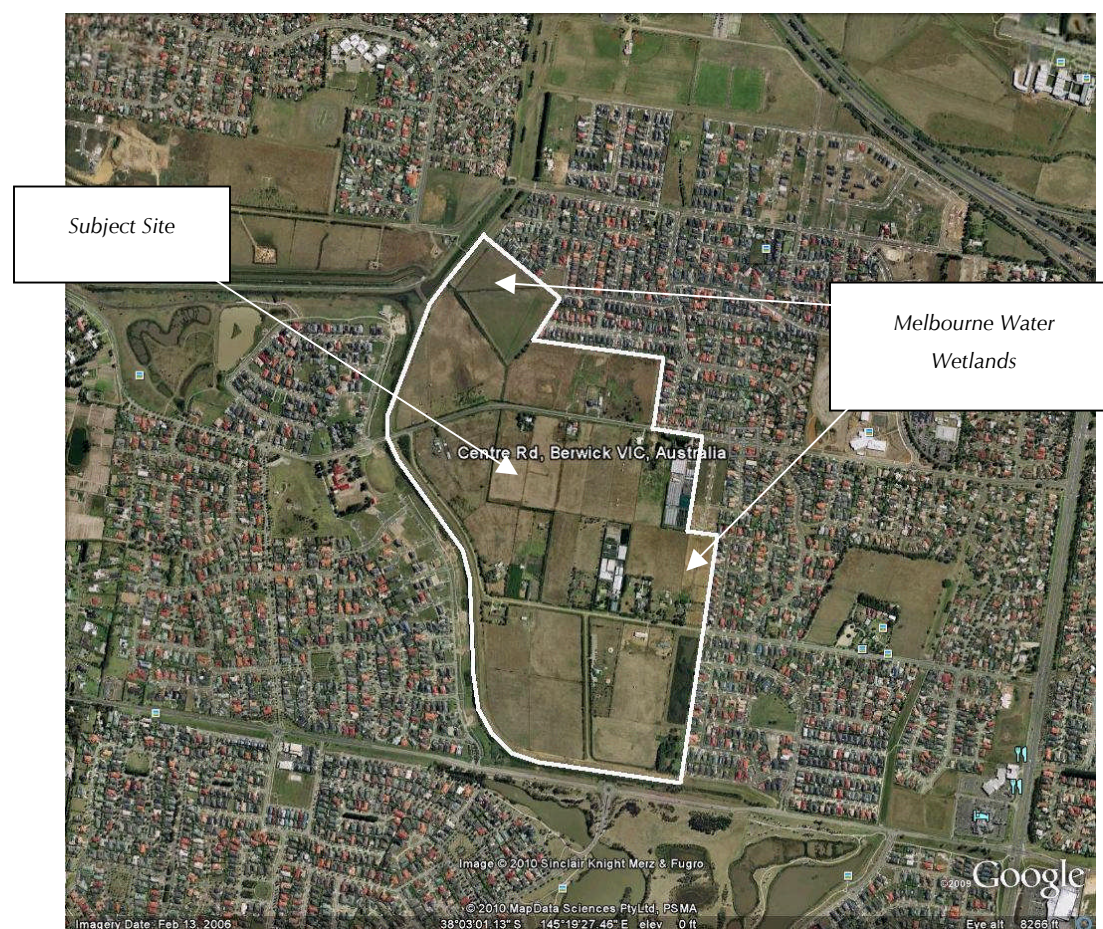 Subject Site
Melbourne Water
Wetlands
Centre Rd, Berwick VIC, Australia
Image © 2010 Sinclair Knight Merz & Fugro
©2009 Google
© 2010 MapData Sciences PtyLtd, PSMA
Imagery Date: Feb 13, 2006
38°03'01.13" S 145°19'27.46" E elev 0 ft
Eye alt 8266 ft